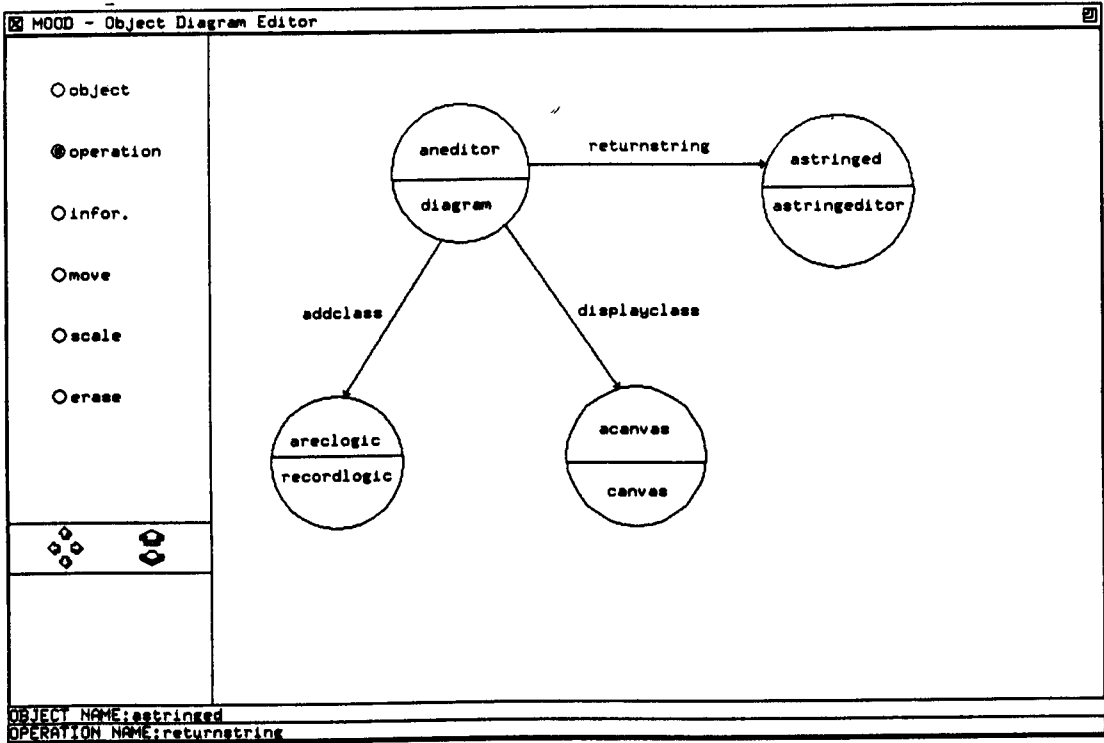 MOOD - Object Diagram Editor
object
operation
infor.
move
scale
erase
aneditor
diagram
returnstring
astringed
astringeditor
addclass
displayclass
areclogic
recordlogic
acanvas
canvas
OBJECT NAME:astringed
OPERATION NAME:returnstring